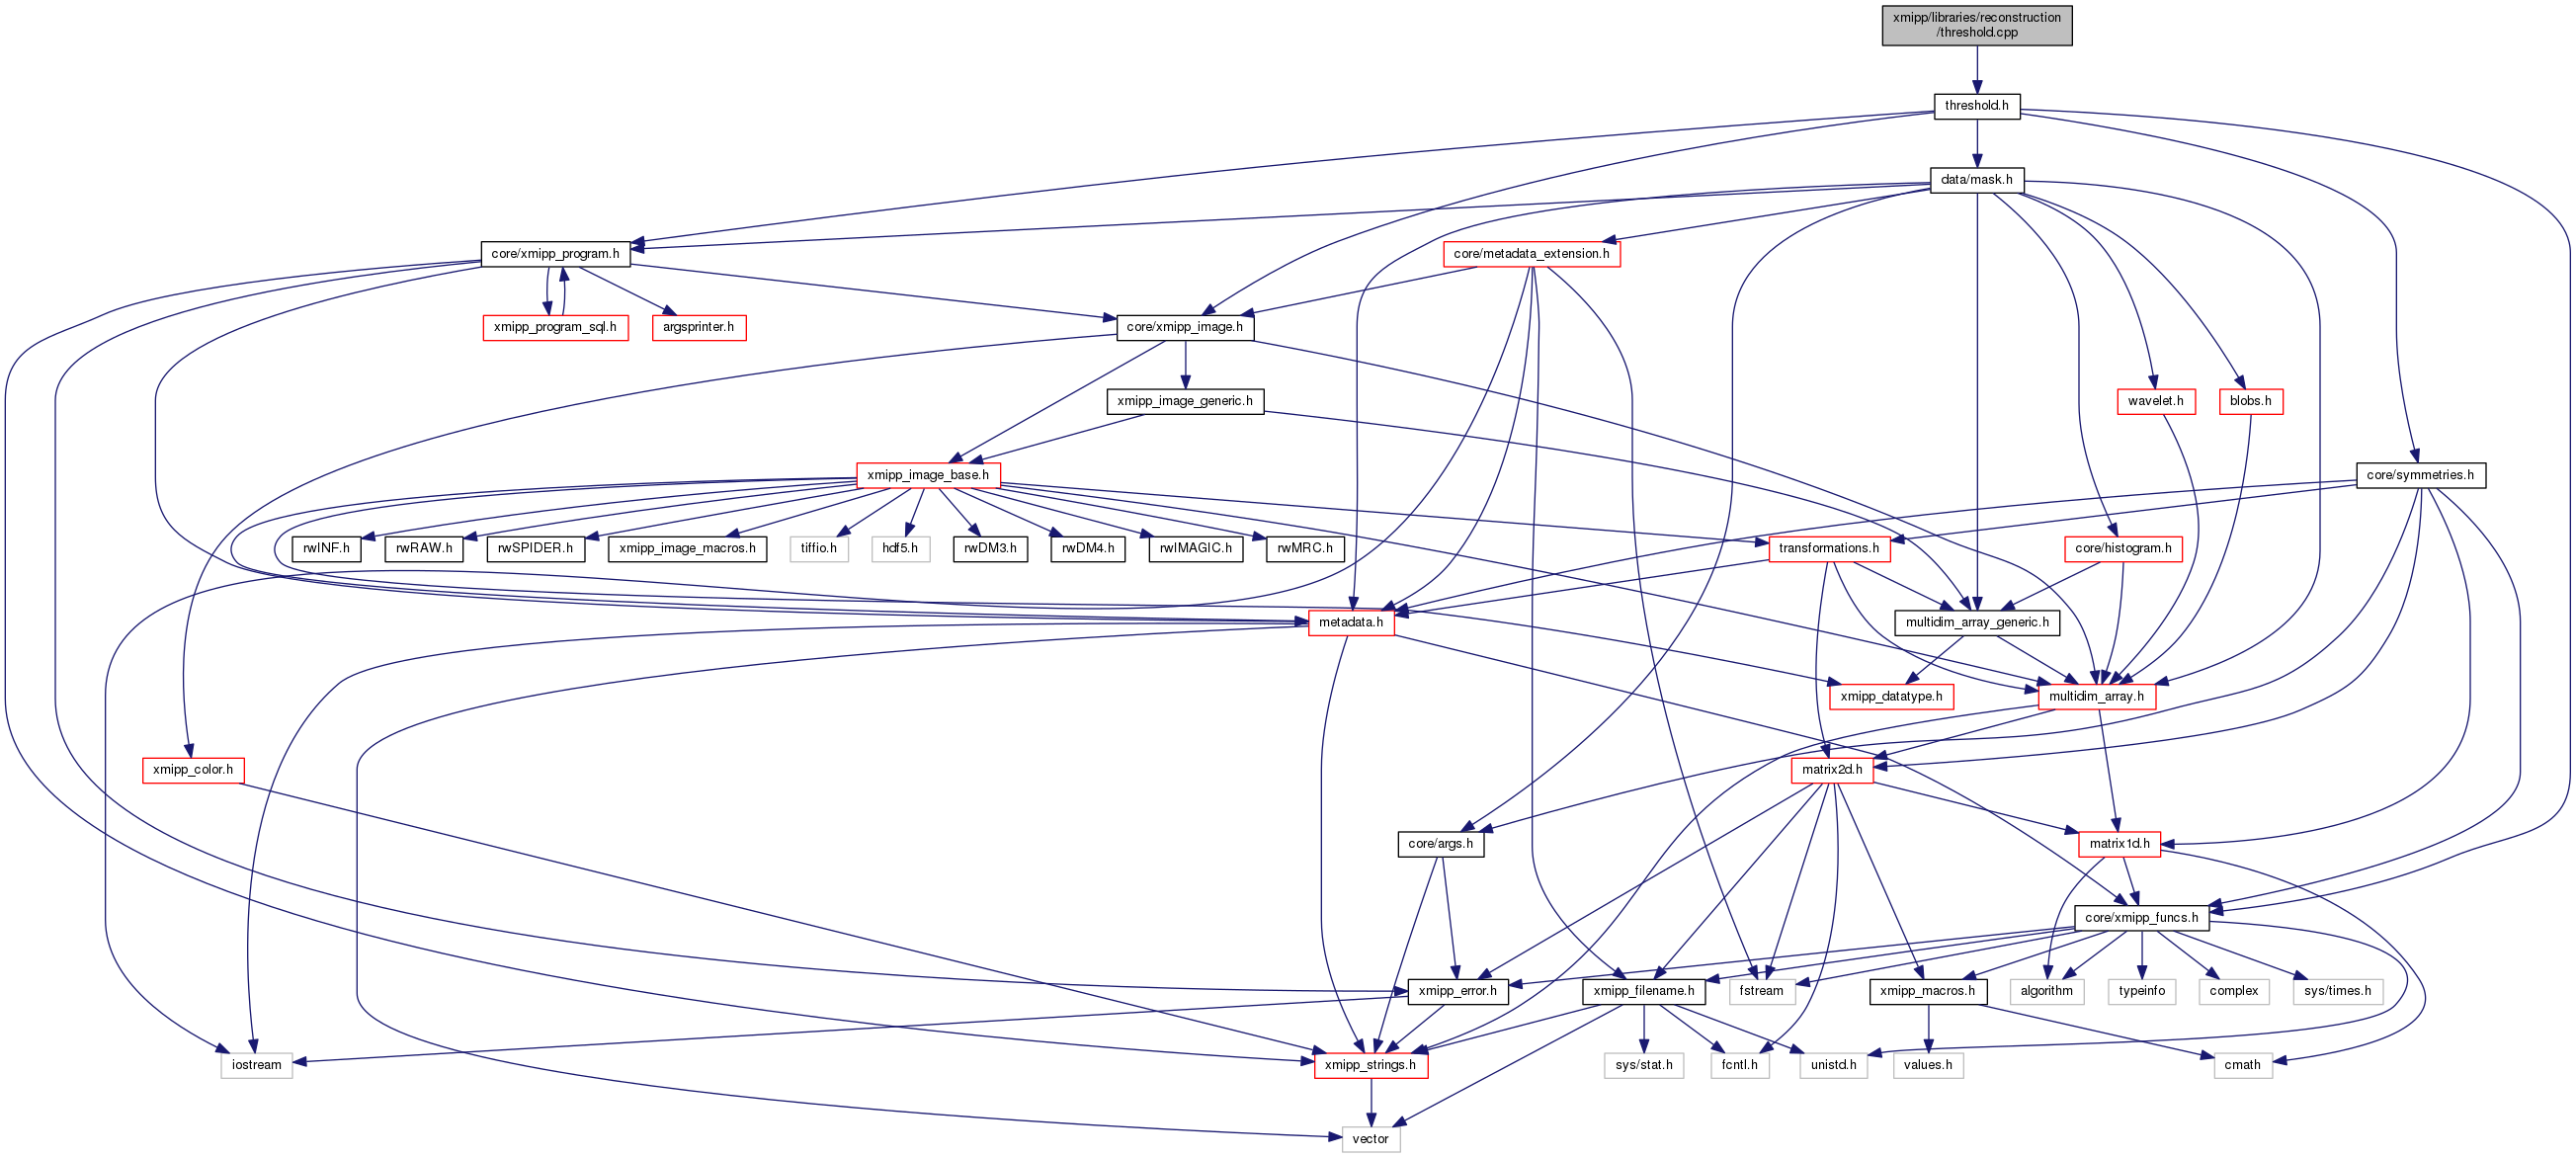 xmipp/libraries/reconstruction
/threshold.cpp
threshold.h
data/mask.h
core/xmipp_program.h
core/metadata_extension.h
xmipp_program_sql.h
argsprinter.h
core/xmipp_image.h
xmipp_image_generic.h
wavelet.h
blobs.h
xmipp_image_base.h
core/symmetries.h
rwINF.h
rwRAW.h
rwSPIDER.h
xmipp_image_macros.h
tiffio.h
hdf5.h
rwDM3.h
rwDM4.h
rwIMAGIC.h
rwMRC.h
transformations.h
core/histogram.h
metadata.h
multidim_array_generic.h
xmipp_datatype.h
multidim_array.h
xmipp_color.h
matrix2d.h
core/args.h
matrix1d.h
core/xmipp_funcs.h
xmipp_error.h
xmipp_filename.h
fstream
xmipp_macros.h
algorithm
typeinfo
complex
sys/times.h
iostream
xmipp_strings.h
sys/stat.h
fcntl.h
unistd.h
values.h
cmath
vector